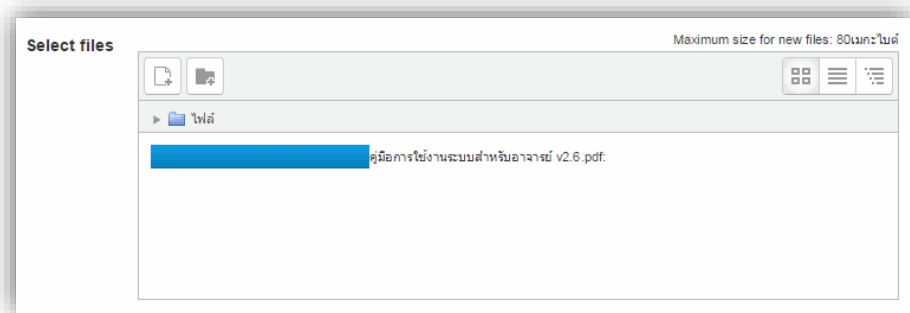 Maximum size for new files: 80เมกะไบต์
Select files
ไฟล์
คู่มือการใช้งานระบบสำหรับอาจารย์ v2.6.pdf: